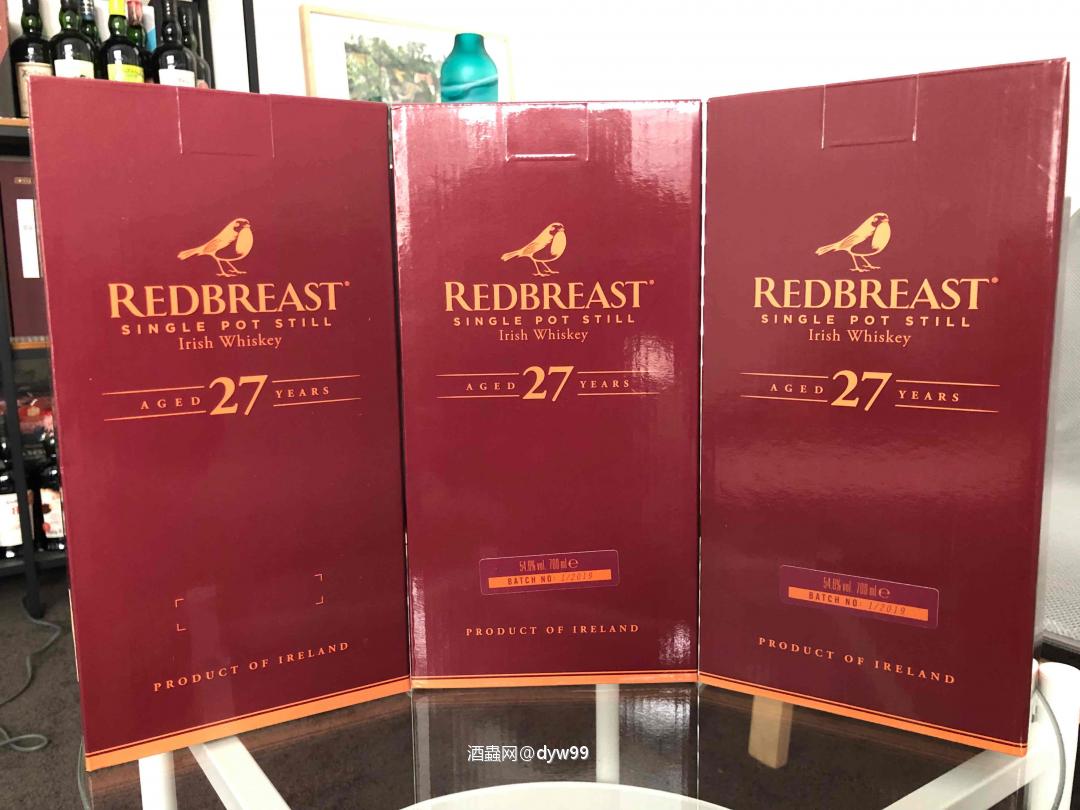 REDBREAST®
SINGLE POT STILL
Irish Whiskey
AGED 27 YEARS
PRODUCT OF IRELAND
REDBREAST®
SINGLE POT STILL
Irish Whiskey
AGED 27 YEARS
54.6% vol. 700 ml ℮
BATCH NO: 1/2019
PRODUCT OF IRELAND
REDBREAST®
SINGLE POT STILL
Irish Whiskey
AGED 27 YEARS
54.6% vol. 700 ml ℮
BATCH NO: 1/2019
PRODUCT OF IRELAND
酒蟲网@dyw99